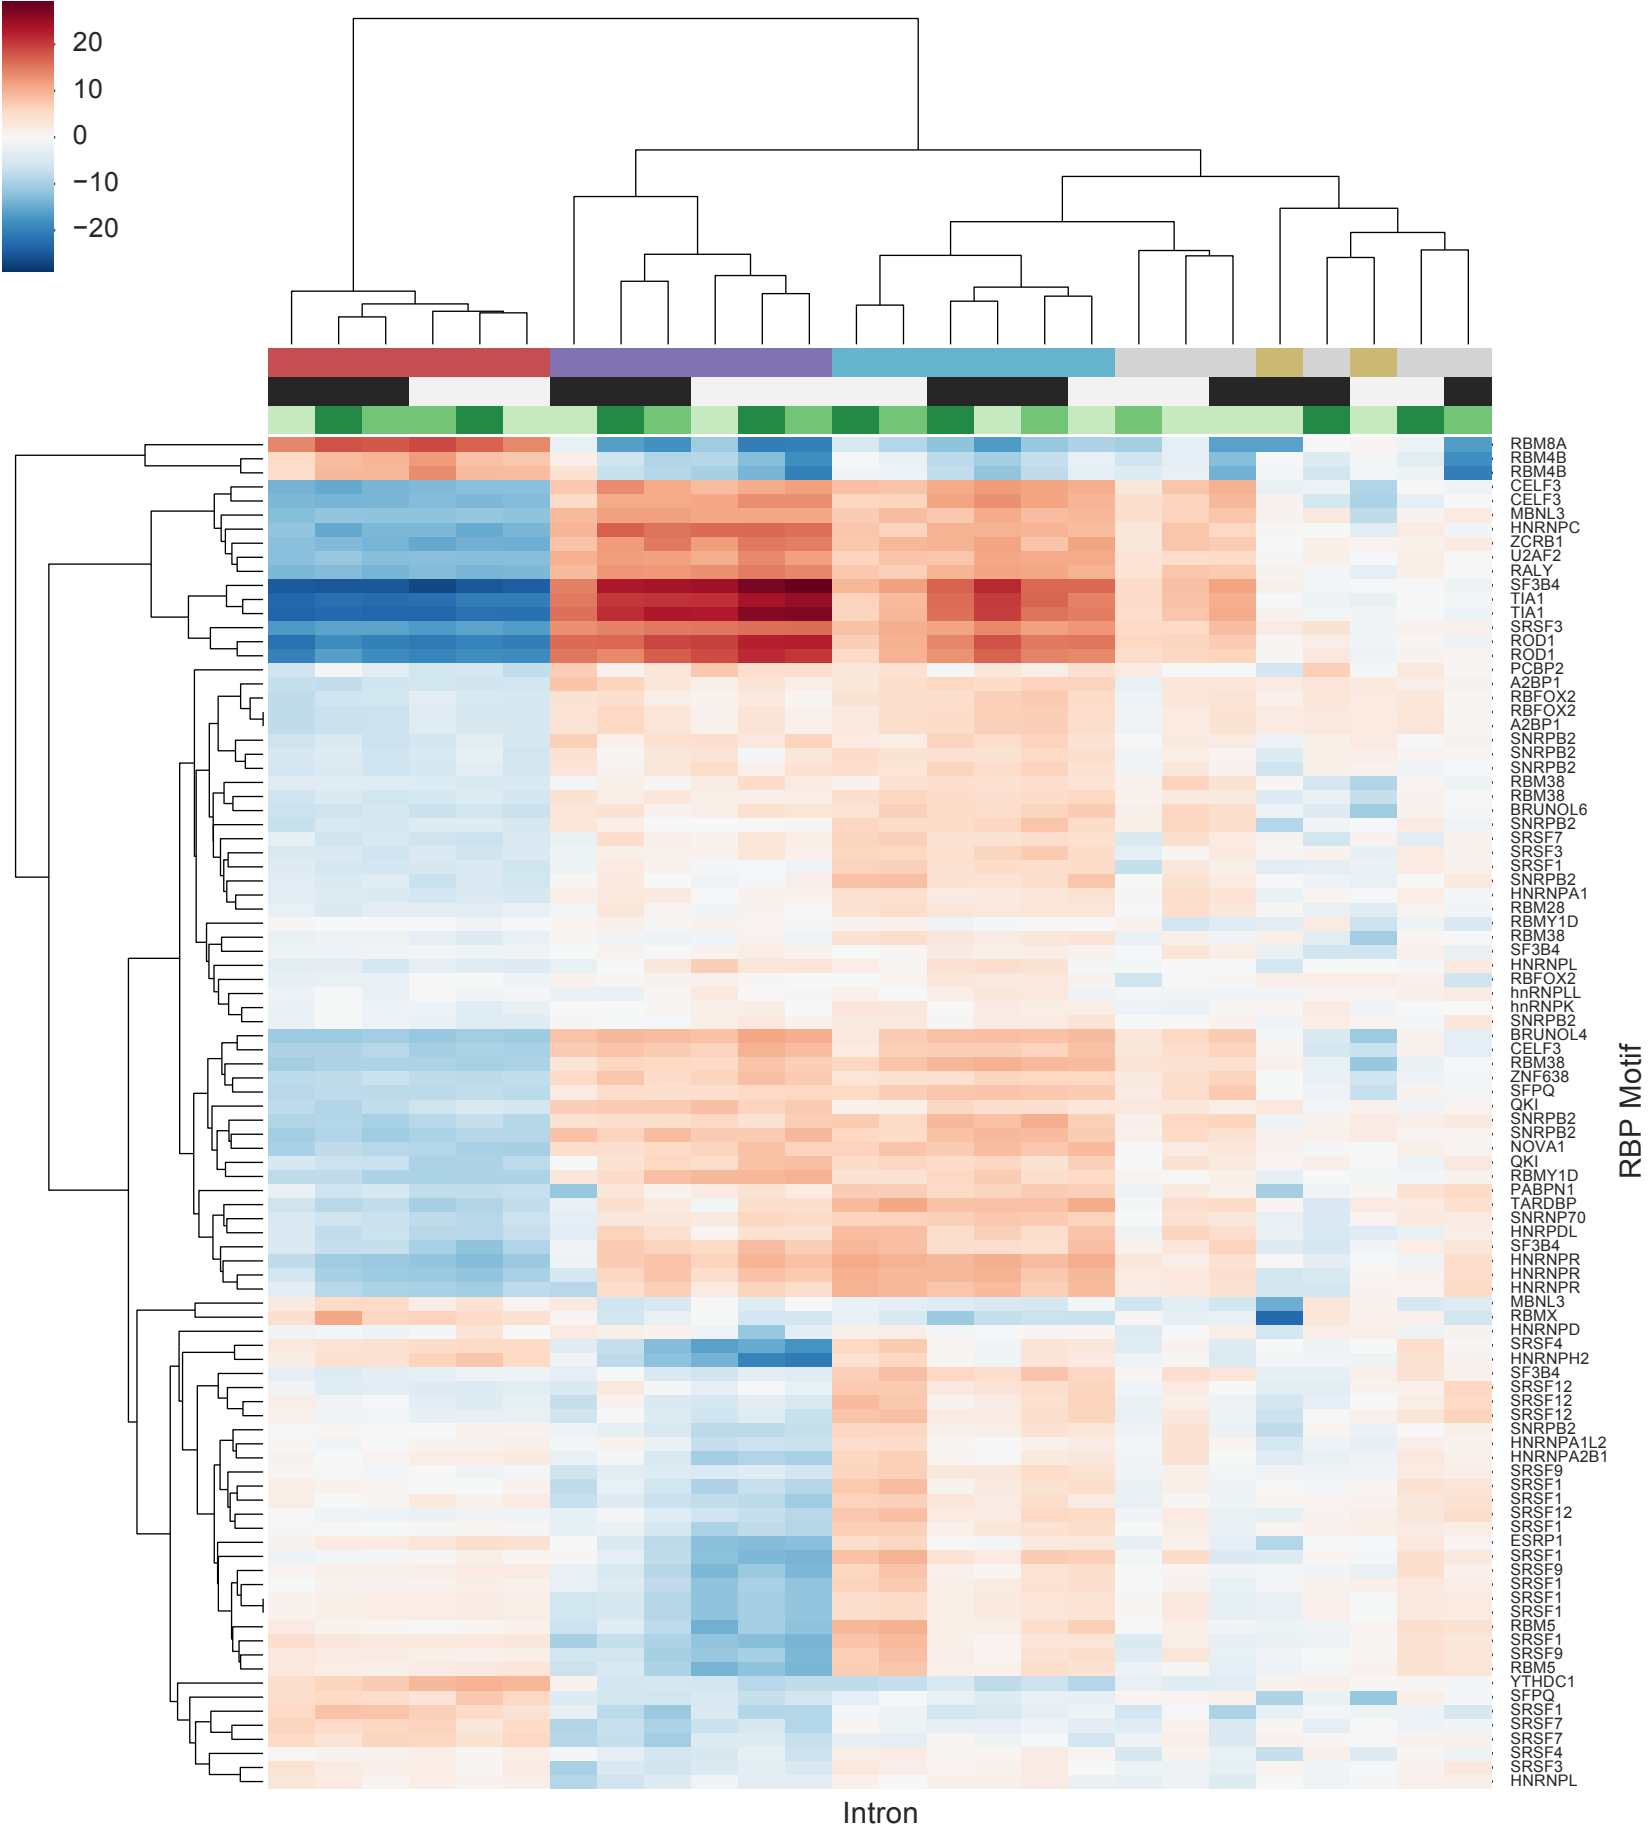 20
10
0
−10
−20
RBM8A
RBM4B
RBM4B
CELF3
CELF3
MBNL3
HNRNPC
ZCRB1
U2AF2
RALY
SF3B4
TIA1
TIA1
SRSF3
ROD1
ROD1
PCBP2
A2BP1
RBFOX2
RBFOX2
A2BP1
SNRPB2
SNRPB2
SNRPB2
RBM38
RBM38
BRUNOL6
SNRPB2
SRSF7
SRSF3
SRSF1
SNRPB2
HNRNPA1
RBM28
RBMY1D
RBM38
SF3B4
HNRNPL
RBFOX2
hnRNPLL
hnRNPK
SNRPB2
BRUNOL4
CELF3
RBM38
ZNF638
SFPQ
QKI
SNRPB2
SNRPB2
NOVA1
QKI
RBMY1D
PABPN1
TARDBP
SNRNP70
HNRPDL
SF3B4
HNRNPR
HNRNPR
HNRNPR
MBNL3
RBMX
HNRNPD
SRSF4
HNRNPH2
SF3B4
SRSF12
SRSF12
SRSF12
SNRPB2
HNRNPA1L2
HNRNPA2B1
SRSF9
SRSF1
SRSF1
SRSF12
SRSF1
ESRP1
SRSF1
SRSF9
SRSF1
SRSF1
SRSF1
RBM5
SRSF1
SRSF9
RBM5
YTHDC1
SFPQ
SRSF1
SRSF7
SRSF7
SRSF4
SRSF3
HNRNPL
RBP Motif
Intron